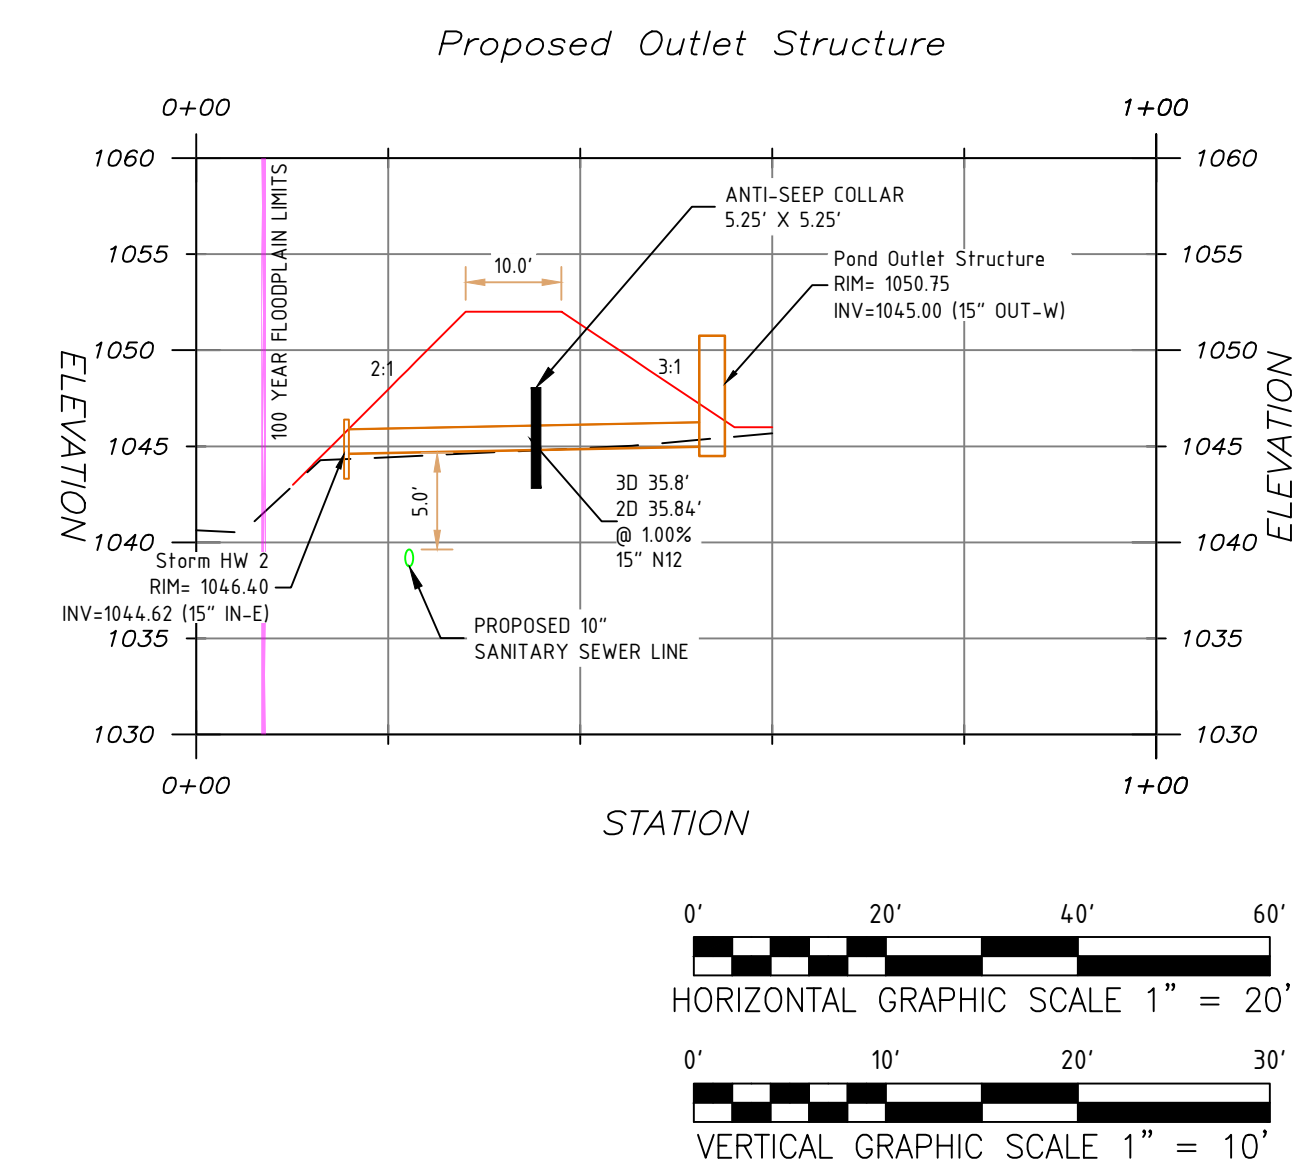 Proposed Outlet Structure
0+00
1+00
1060
1060
100 YEAR FLOODPLAIN LIMITS
ANTI-SEEP COLLAR
5.25' X 5.25'
1055
1055
Pond Outlet Structure
RIM= 1050.75
INV=1045.00 (15" OUT-W)
10.0'
1050
1050
2:1
3:1
ELEVATION
ELEVATION
1045
1045
5.0'
3D 35.8'
2D 35.84'
@ 1.00%
15" N12
1040
1040
Storm HW 2
RIM= 1046.40
INV=1044.62 (15" IN-E)
PROPOSED 10"
SANITARY SEWER LINE
1035
1035
1030
1030
0+00
1+00
STATION
0' 20' 40' 60'
HORIZONTAL GRAPHIC SCALE 1" = 20'
0' 10' 20' 30'
VERTICAL GRAPHIC SCALE 1" = 10'